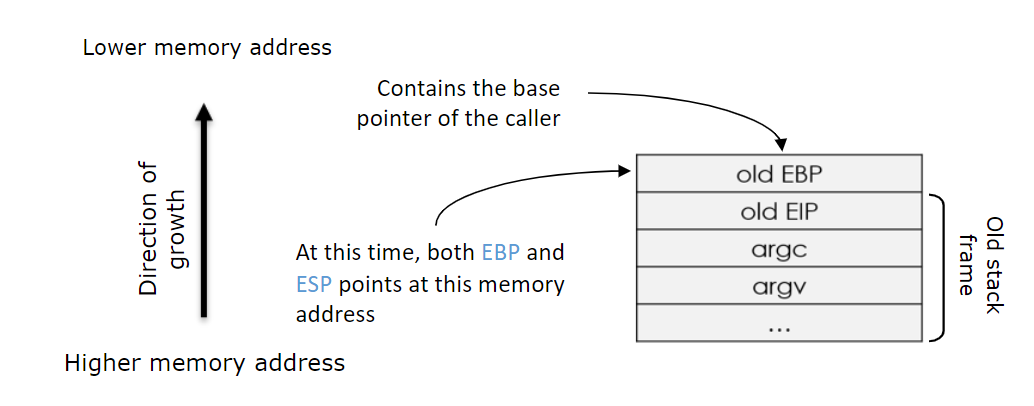 Lower memory address
Contains the base
pointer of the caller
Direction of
growth
old EBP
old EIP
argc
argv
...
Old stack
frame
At this time, both EBP and
ESP points at this memory
address
Higher memory address